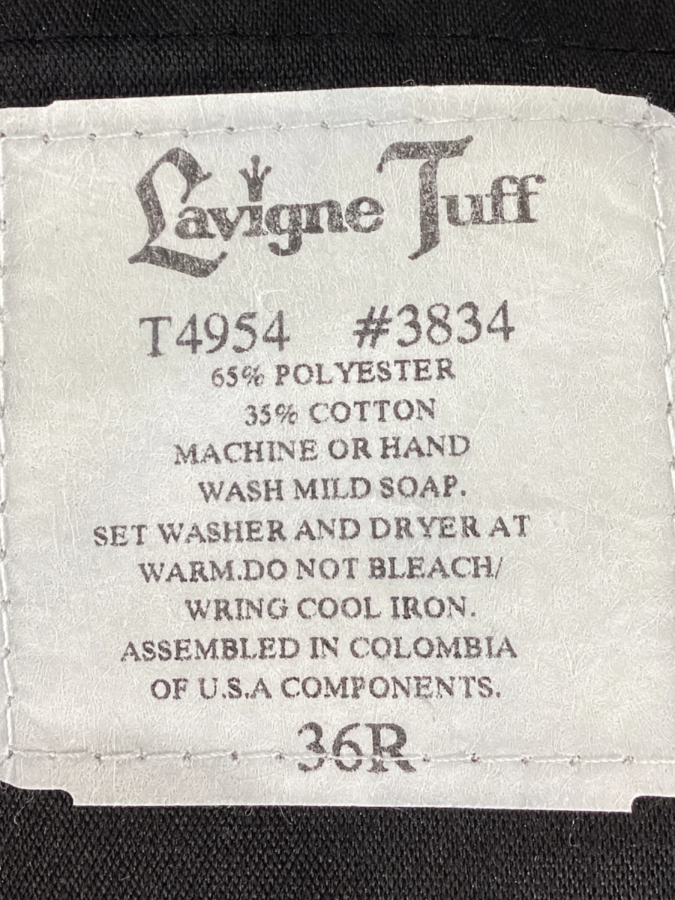 Lavigne Tuff
T4954 #3834
65% POLYESTER
35% COTTON
MACHINE OR HAND
WASH MILD SOAP.
SET WASHER AND DRYER AT
WARM.DO NOT BLEACH/
WRING COOL IRON.
ASSEMBLED IN COLOMBIA
OF U.S.A COMPONENTS.
36R